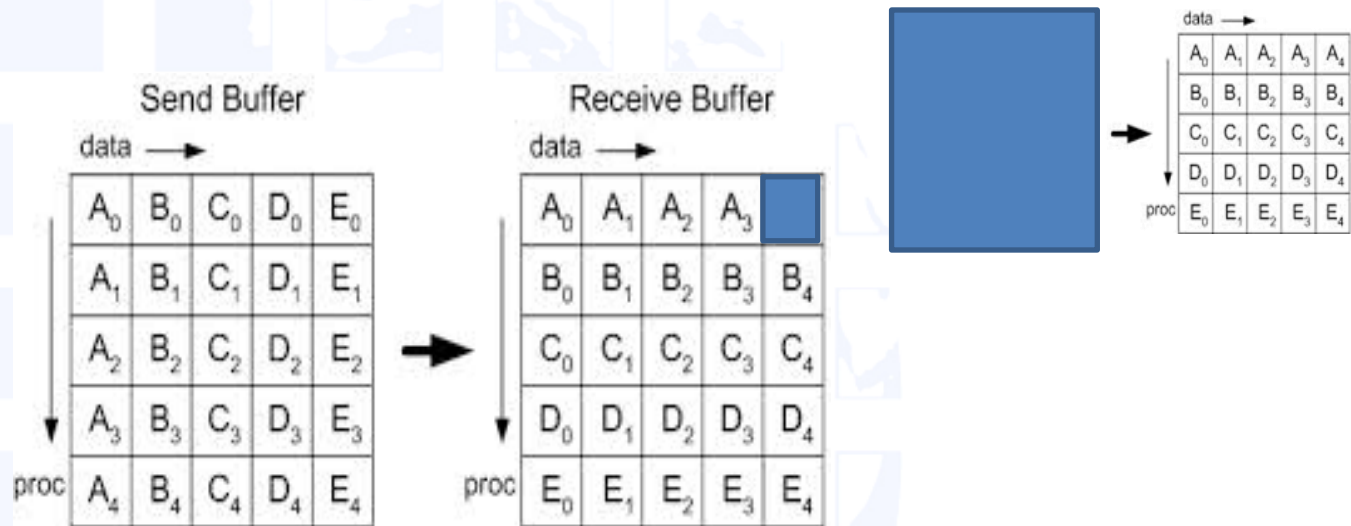 Send Buffer
data
A₀ B₀ C₀ D₀ E₀
A₁ B₁ C₁ D₁ E₁
A₂ B₂ C₂ D₂ E₂
A₃ B₃ C₃ D₃ E₃
proc A₄ B₄ C₄ D₄ E₄
Receive Buffer
data
A₀ A₁ A₂ A₃
B₀ B₁ B₂ B₃ B₄
C₀ C₁ C₂ C₃ C₄
D₀ D₁ D₂ D₃ D₄
proc E₀ E₁ E₂ E₃ E₄
data
A₀ A₁ A₂ A₃ A₄
B₀ B₁ B₂ B₃ B₄
C₀ C₁ C₂ C₃ C₄
D₀ D₁ D₂ D₃ D₄
proc E₀ E₁ E₂ E₃ E₄